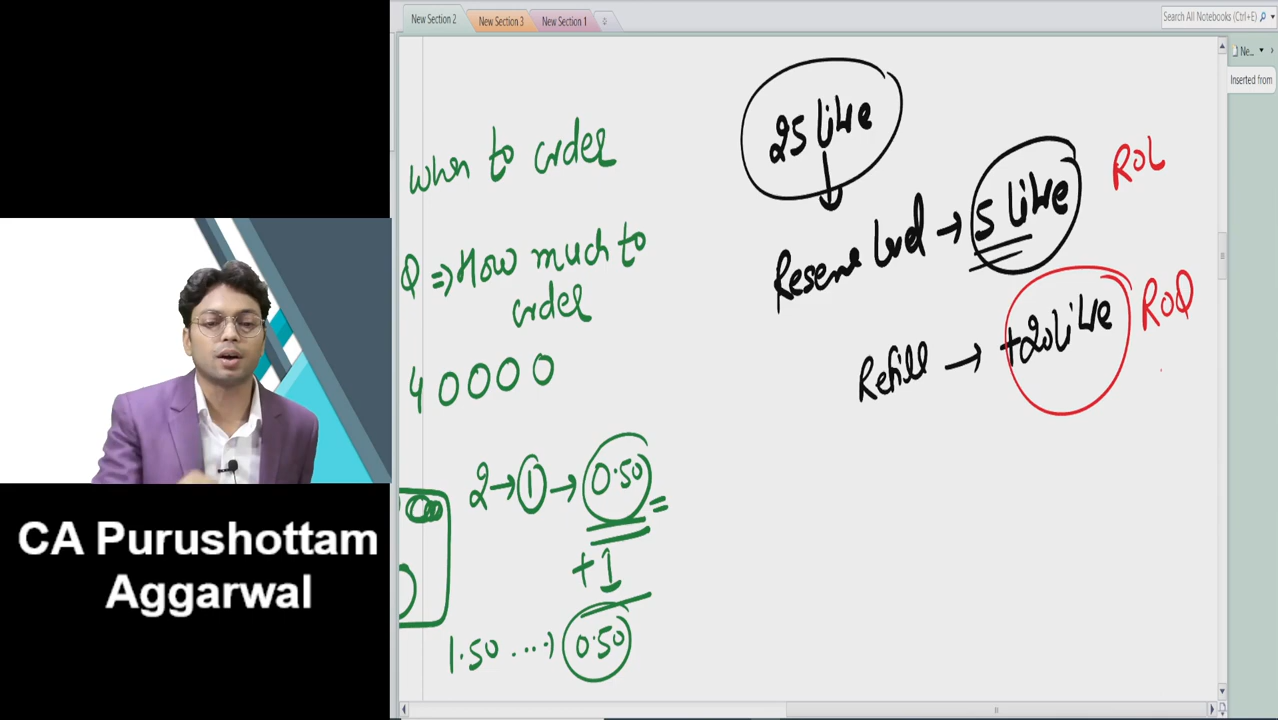 New Section 2
New Section 3
New Section 1
Search All Notebooks (Ctrl+E)
Ne...
Inserted from
when to order
Q ⇒ How much to
order
40000
2 → 1 → 0.50
+1
1.50 ...→ 0.50
25 litre
Reserve Level → 5 litre
ROL
Refill → +20 litre
ROQ
CA Purushottam
Aggarwal